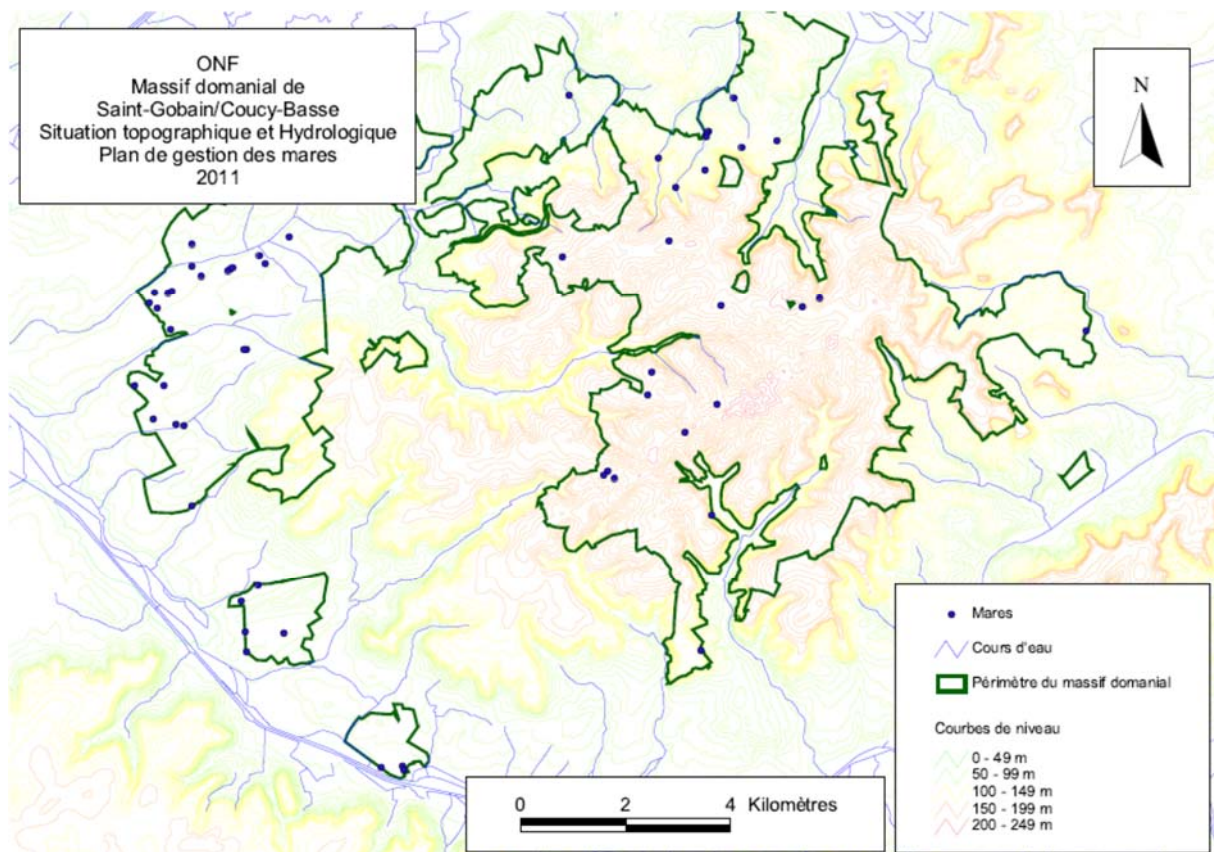 ONF
Massif domanial de
Saint-Gobain/Coucy-Basse
Situation topographique et Hydrologique
Plan de gestion des mares
2011
N
Mares
Cours d'eau
Périmètre du massif domanial
Courbes de niveau
0 - 49 m
50 - 99 m
100 - 149 m
150 - 199 m
200 - 249 m
0 2 4 Kilomètres